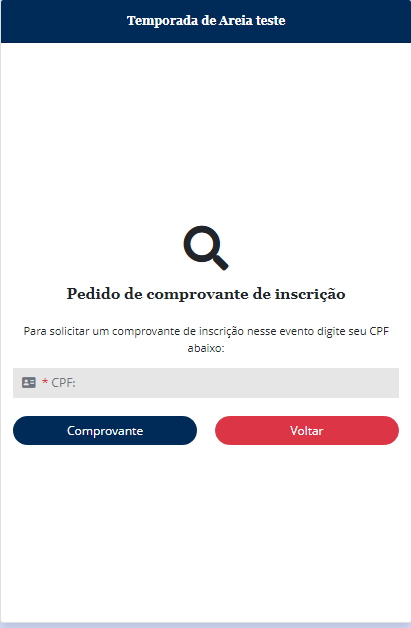 Temporada de Areia teste
Pedido de comprovante de inscrição
Para solicitar um comprovante de inscrição nesse evento digite seu CPF
abaixo:
* CPF:
Comprovante
Voltar